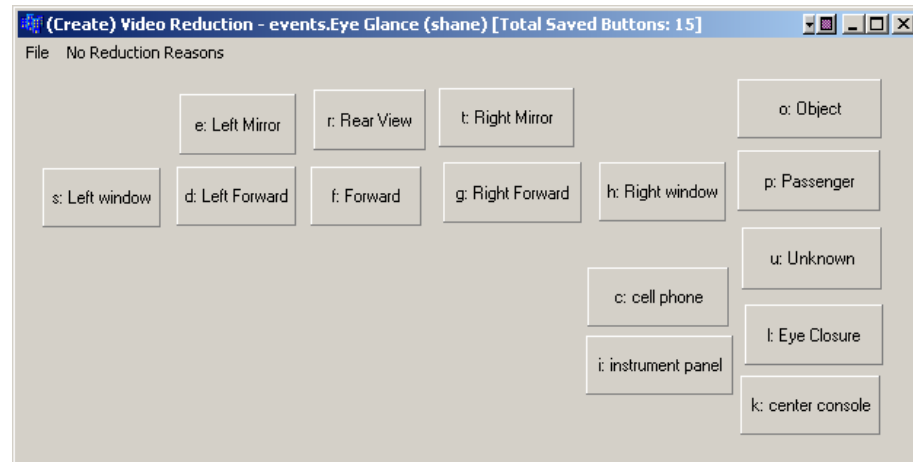 (Create) Video Reduction - events.Eye Glance (shane) [Total Saved Buttons: 15]
File No Reduction Reasons
e: Left Mirror
r: Rear View
t: Right Mirror
o: Object
s: Left window
d: Left Forward
f: Forward
g: Right Forward
h: Right window
p: Passenger
u: Unknown
c: cell phone
l: Eye Closure
i: instrument panel
k: center console